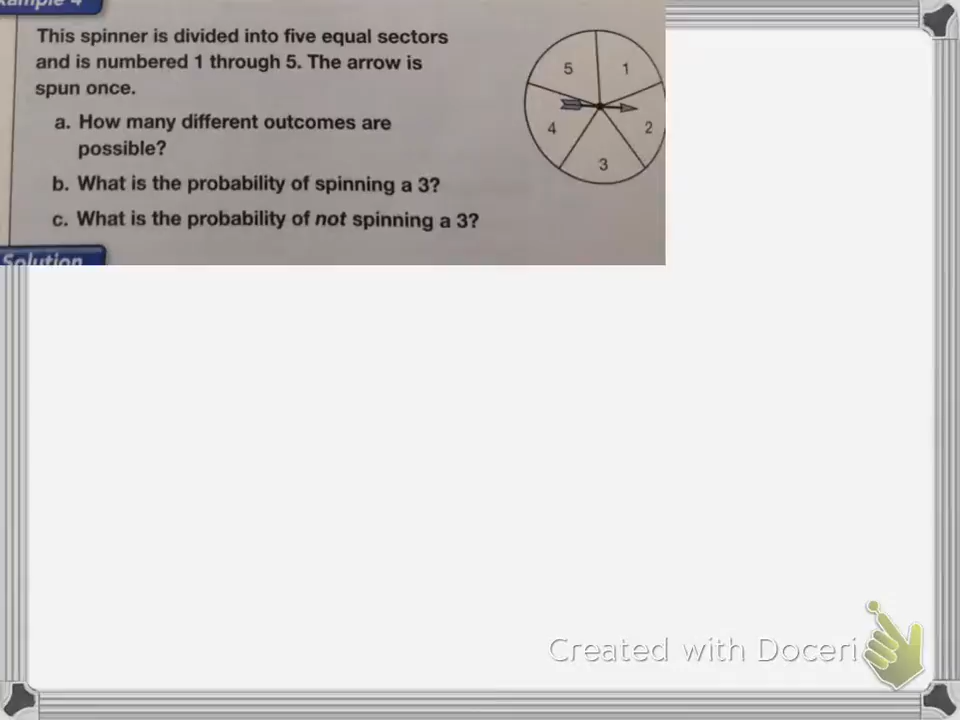 This spinner is divided into five equal sectors
and is numbered 1 through 5. The arrow is
spun once.
a. How many different outcomes are
possible?
b. What is the probability of spinning a 3?
c. What is the probability of not spinning a 3?
5 1
4 2
3
Solution
Created with Doceri